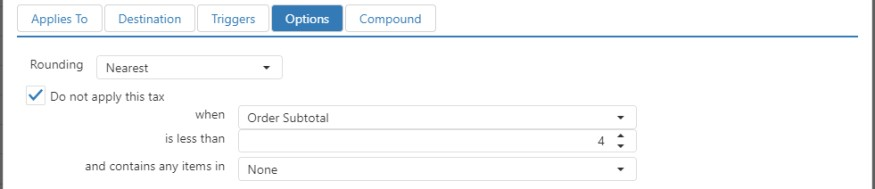 Applies To Destination Triggers Options Compound
Rounding Nearest
Do not apply this tax
when Order Subtotal
is less than 4
and contains any items in None